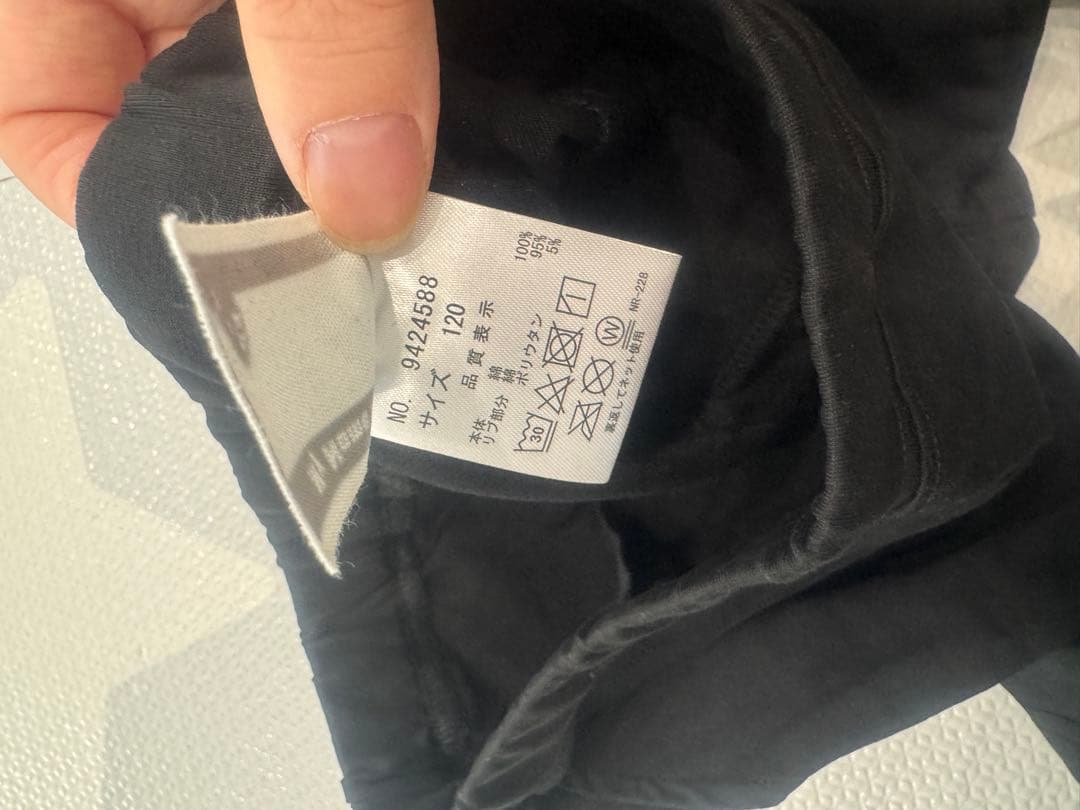 NO. 9424588
サイズ 120
品質表示
本体 綿 100%
リブ部分 綿 95%
ポリウタン 5%
30
W
裏返してネット使用
NR-228